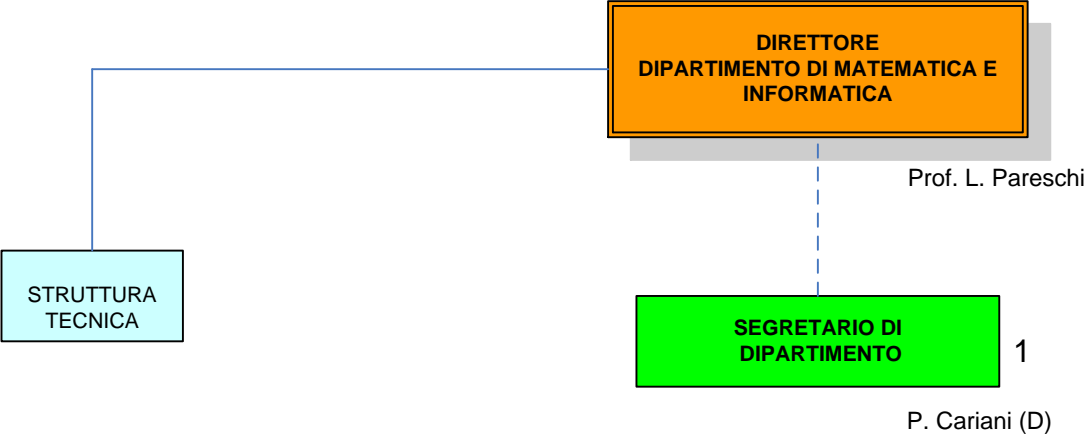 DIRETTORE
DIPARTIMENTO DI MATEMATICA E
INFORMATICA
Prof. L. Pareschi
STRUTTURA
TECNICA
SEGRETARIO DI
DIPARTIMENTO
1
P. Cariani (D)